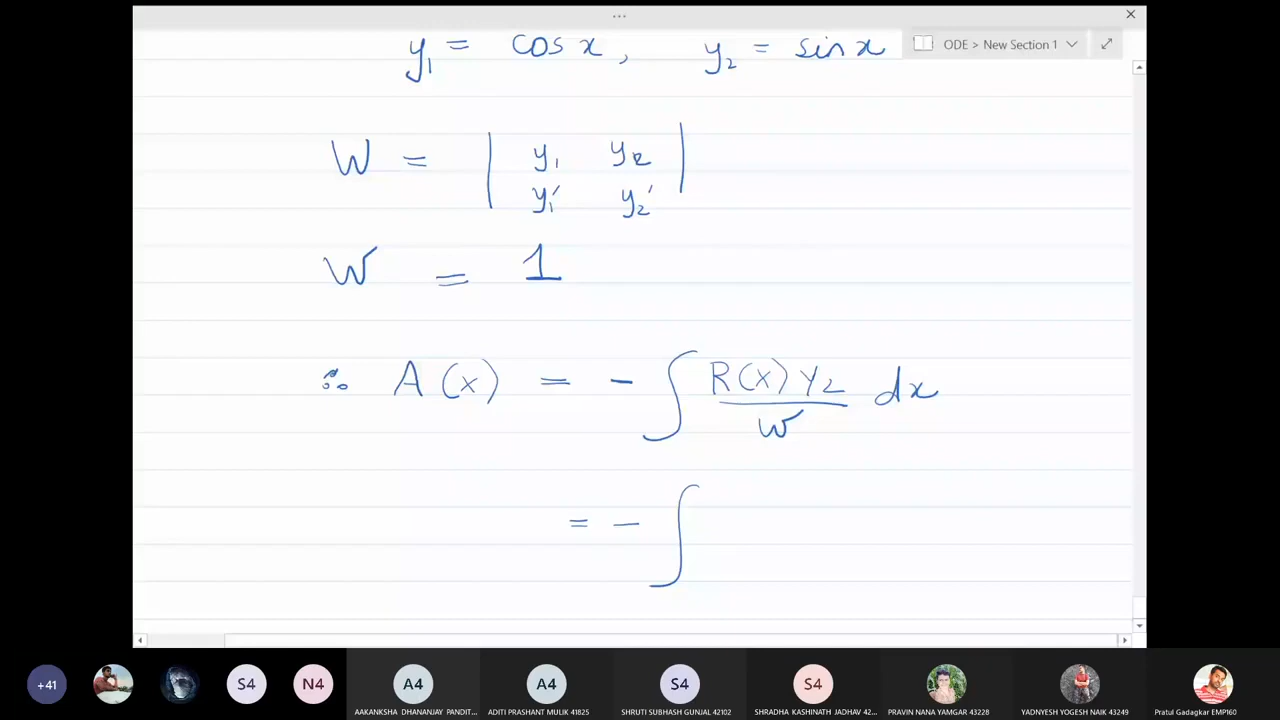 y₁ = cos x, y₂ = sin x
ODE > New Section 1
W = | y₁ y₂ |
| y₁′ y₂′ |
W = 1
∴ A(x) = - ∫ R(x) y₂ / W dx
= - ∫
+41
S4
N4
A4
AAKANKSHA DHANANJAY PANDIT...
A4
ADITI PRASHANT MULIK 41825
S4
SHRUTI SUBHASH GUNJAL 42102
S4
SHRADHA KASHINATH JADHAV 42...
PRAVIN NANA YAMGAR 43228
YADNYESH YOGESH NAIK 43249
Pratul Gadagkar EMP160